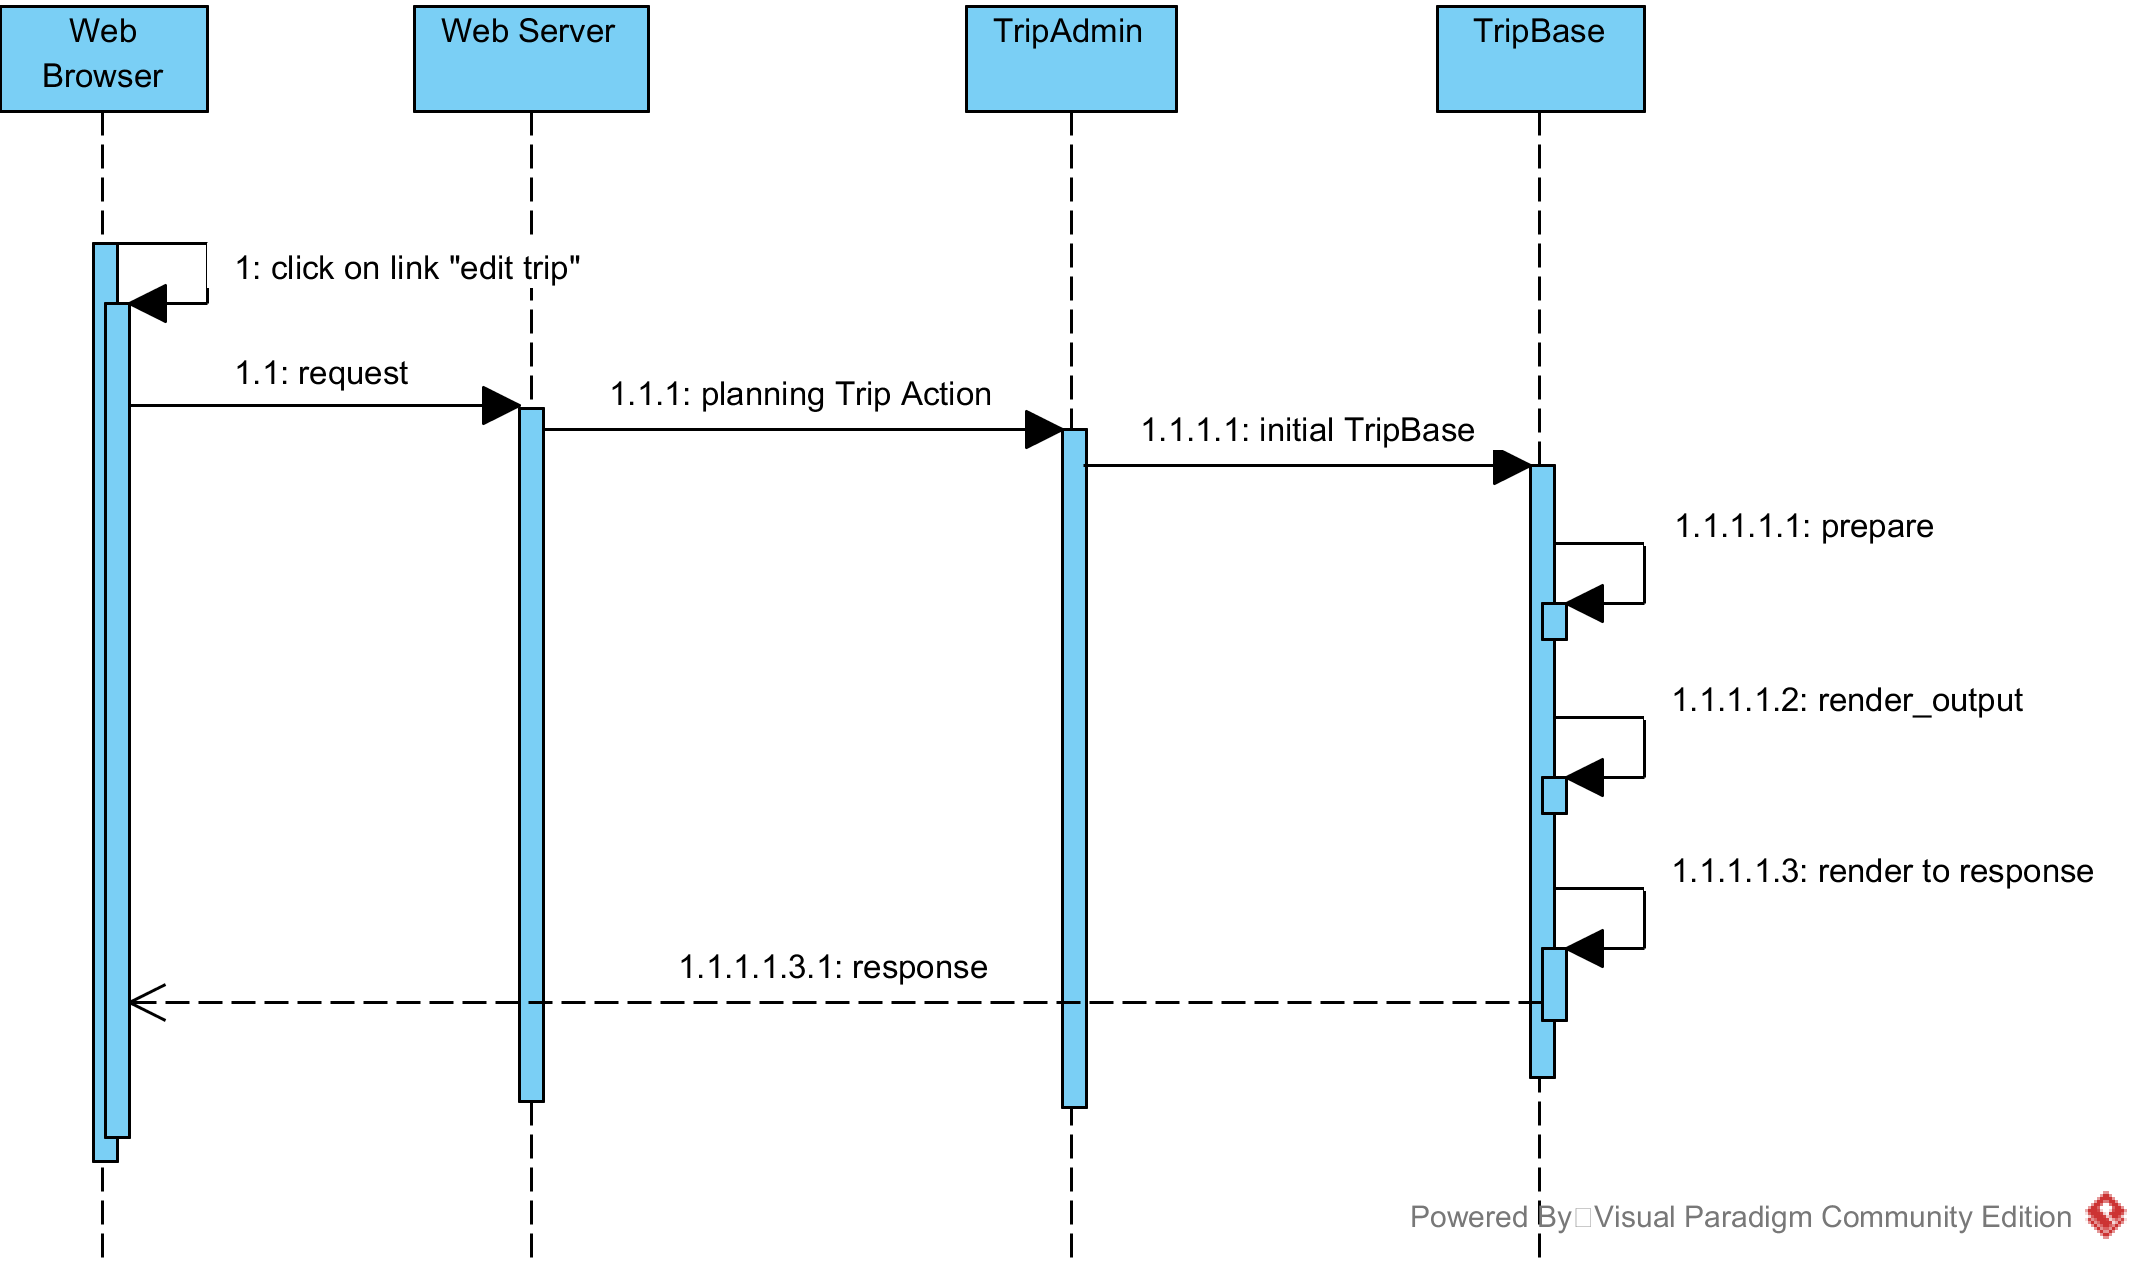 Web
Browser
Web Server
TripAdmin
TripBase
1: click on link "edit trip"
1.1: request
1.1.1: planning Trip Action
1.1.1.1: initial TripBase
1.1.1.1.1: prepare
1.1.1.1.2: render_output
1.1.1.1.3: render to response
1.1.1.1.3.1: response
Powered By□Visual Paradigm Community Edition